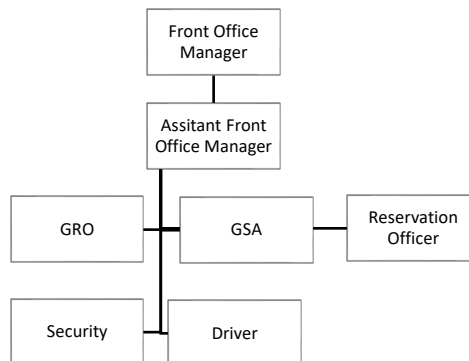 Front Office
Manager
Assitant Front
Office Manager
GRO
GSA
Reservation
Officer
Security
Driver